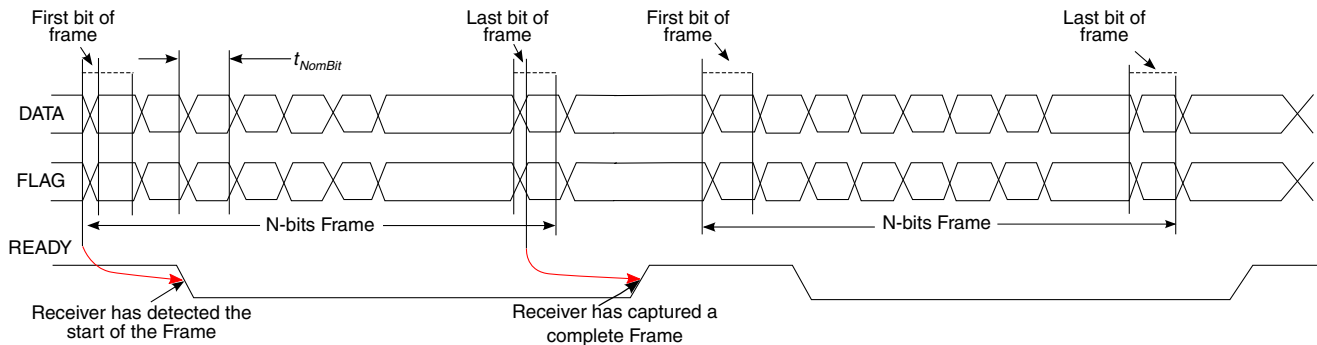 First bit of
frame
Last bit of
frame
First bit of
frame
Last bit of
frame
tNomBit
DATA
FLAG
N-bits Frame
N-bits Frame
READY
Receiver has detected the
start of the Frame
Receiver has captured a
complete Frame